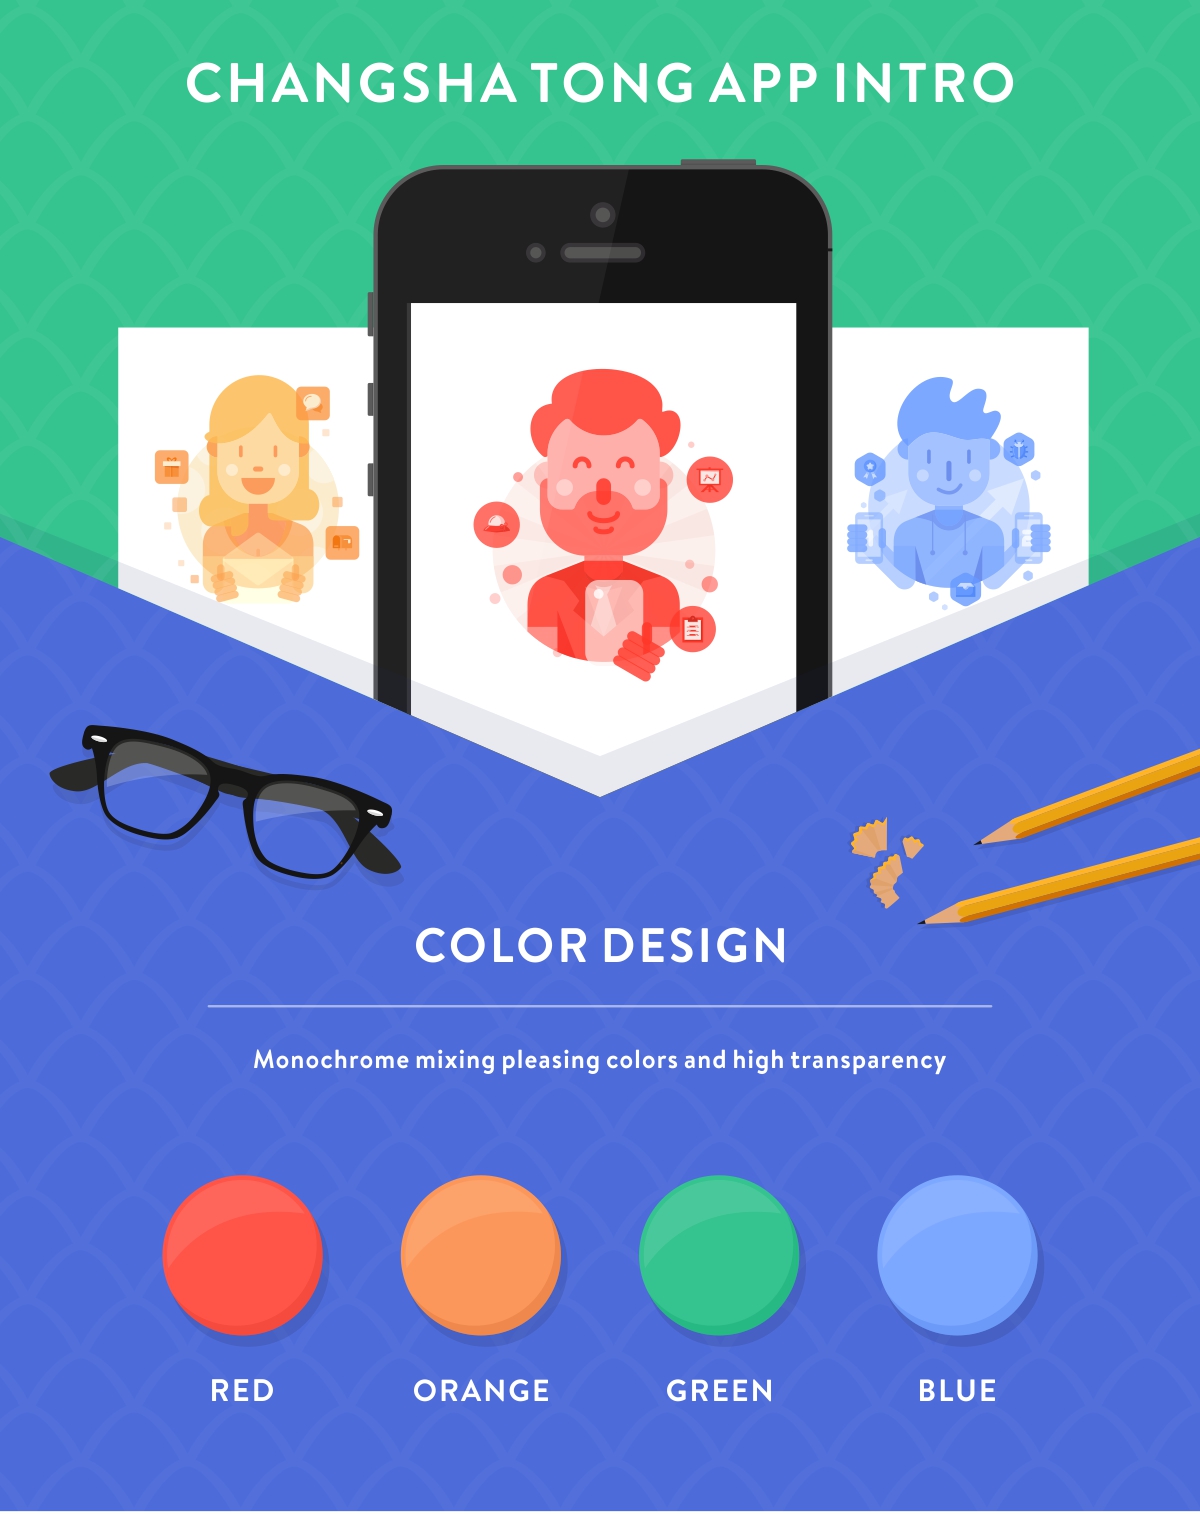 CHANGSHA TONG APP INTRO
COLOR DESIGN
Monochrome mixing pleasing colors and high transparency
RED
ORANGE
GREEN
BLUE